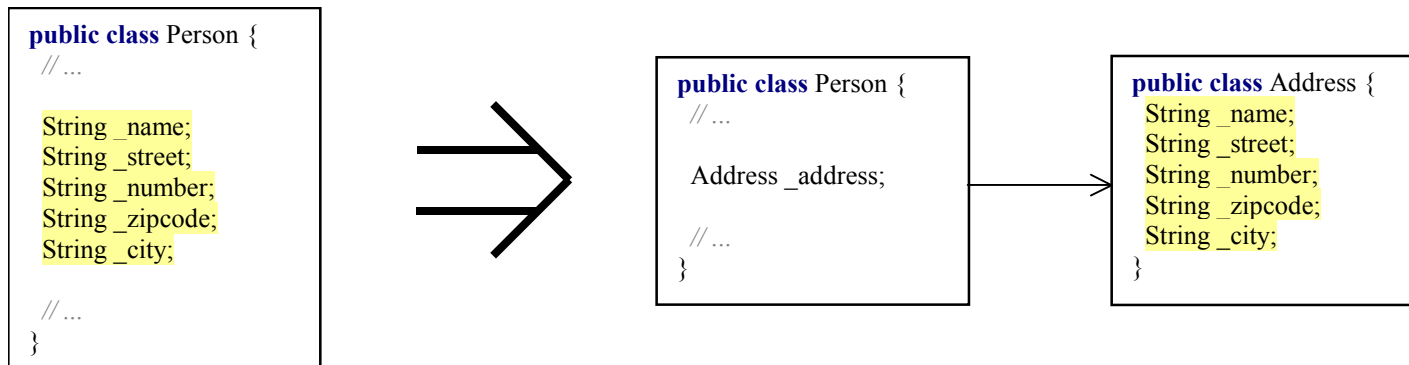 public class Person {
// ...
String _name;
String _street;
String _number;
String _zipcode;
String _city;
// ...
}
public class Person {
// ...
Address _address;
// ...
}
public class Address {
String _name;
String _street;
String _number;
String _zipcode;
String _city;
}